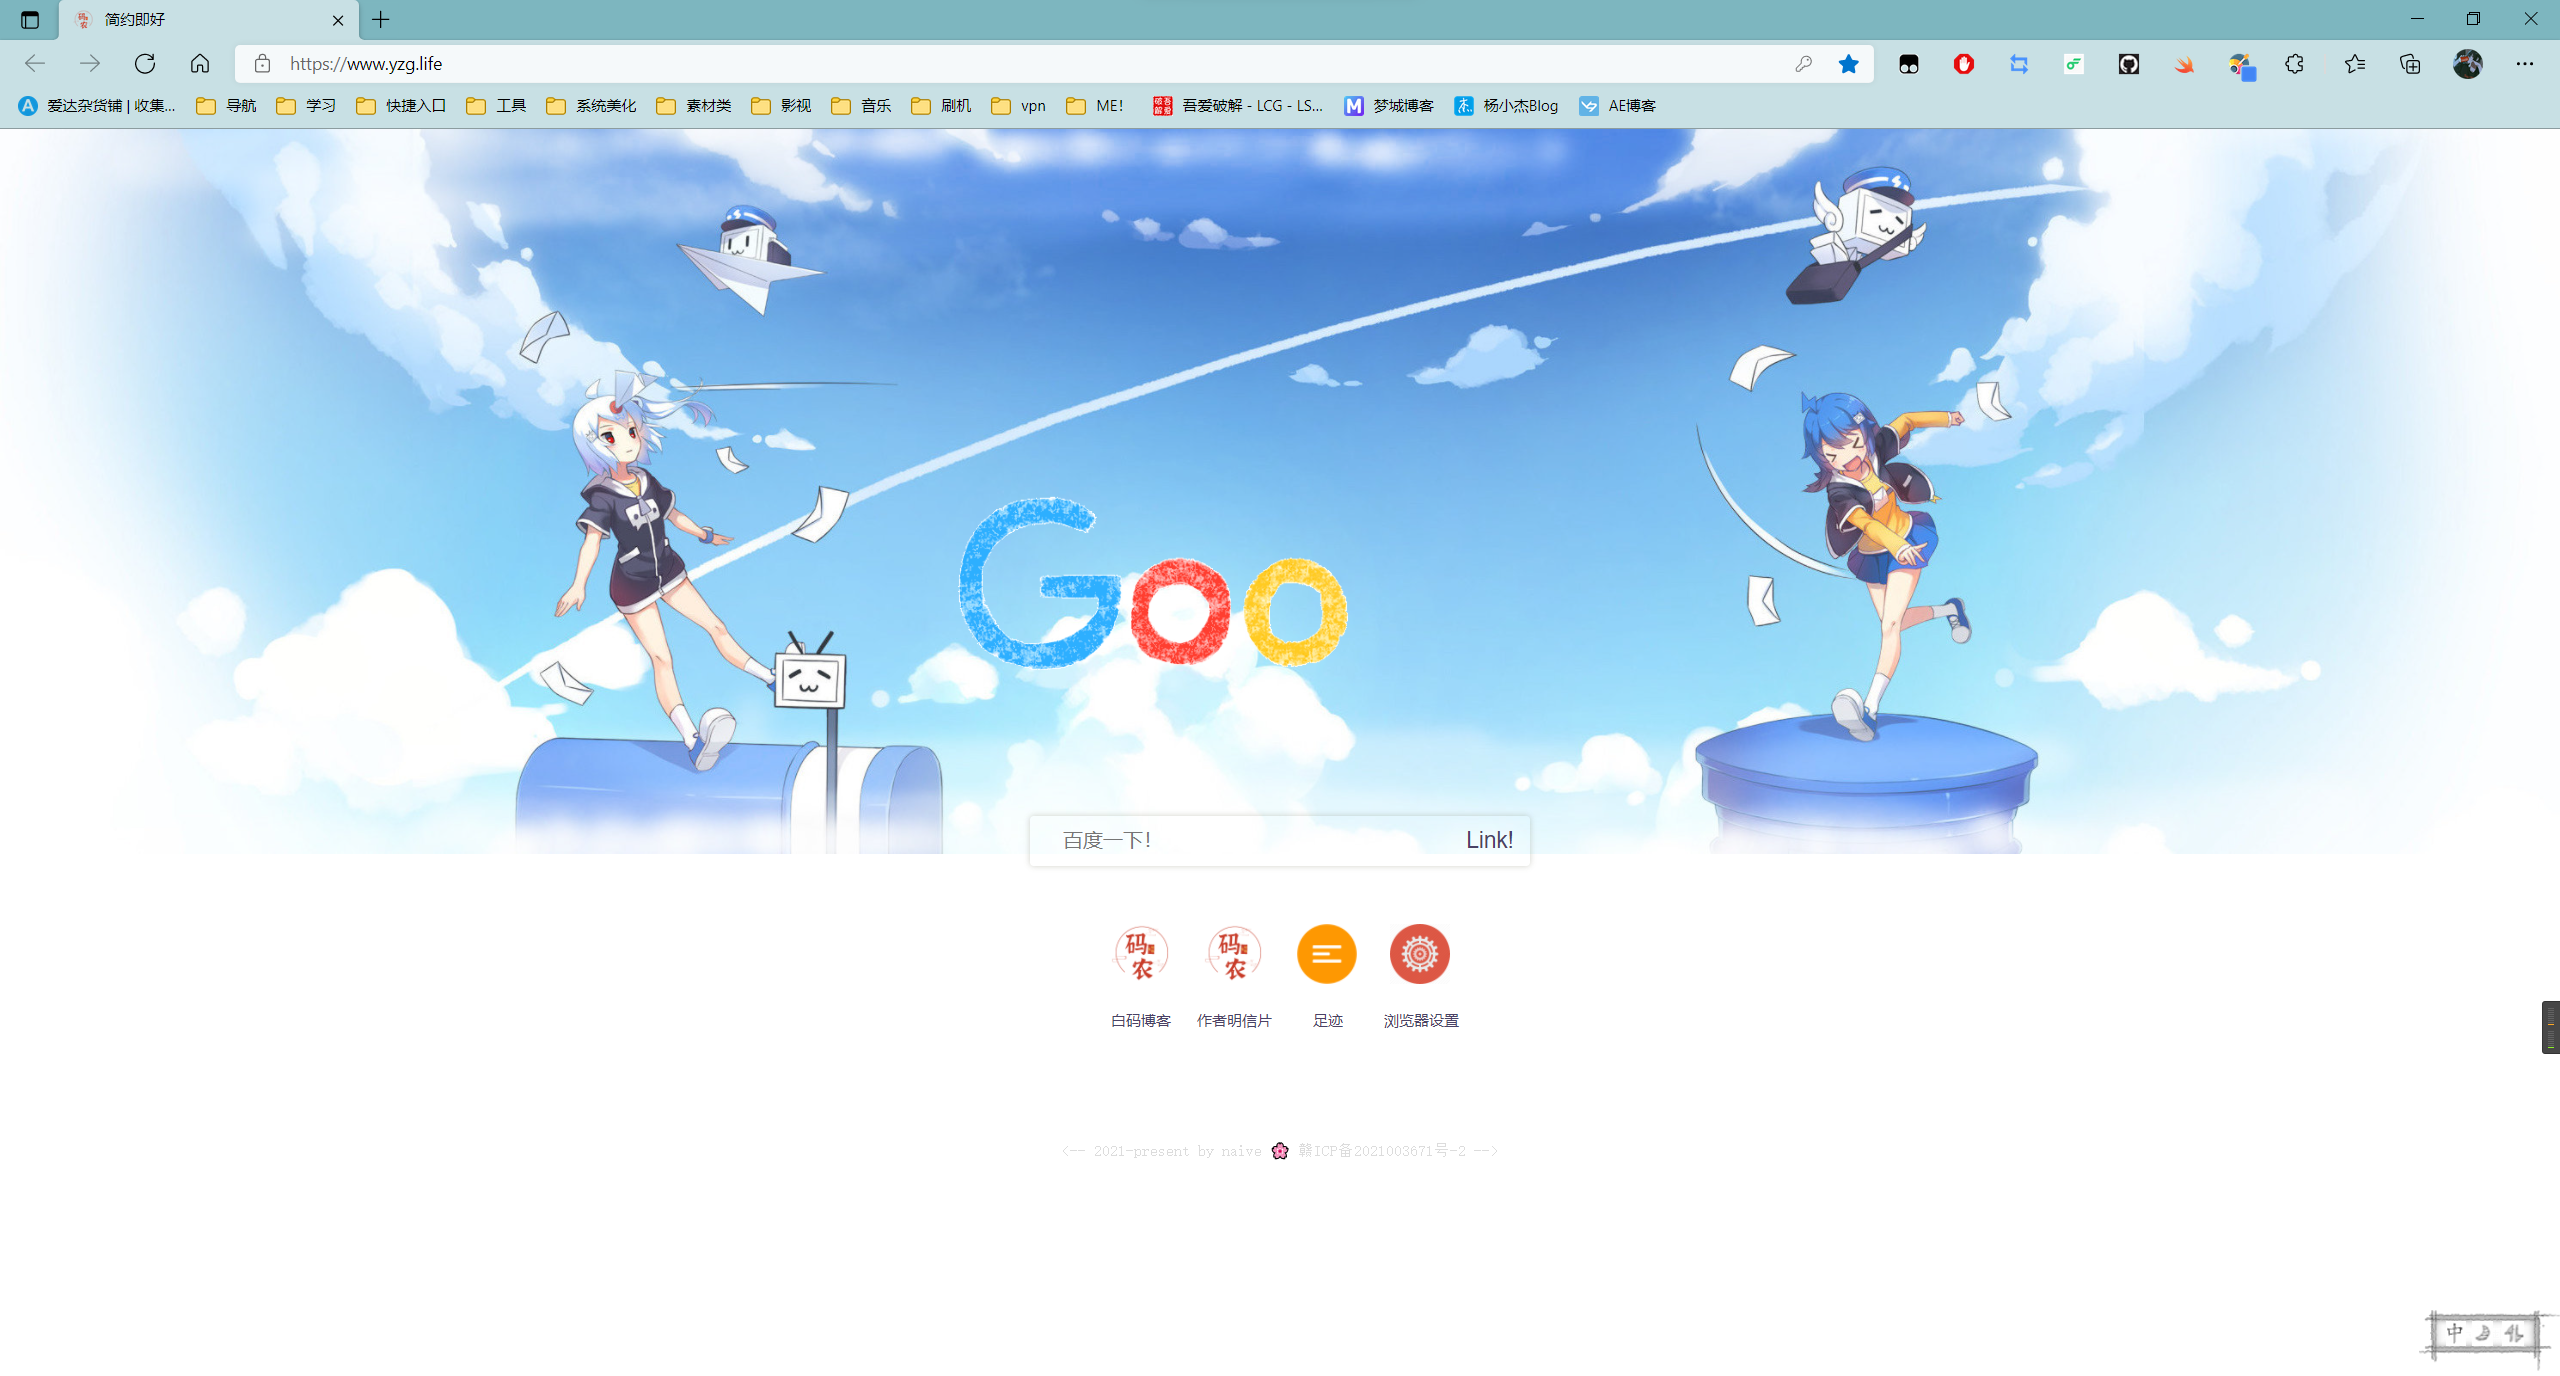 简约即好
https://www.yzg.life
爱达杂货铺 | 收集... 导航 学习 快捷入口 工具 系统美化 素材类 影视 音乐 刷机 vpn ME! 吾爱破解 - LCG - LS... 梦城博客 杨小杰Blog AE博客
Goo
百度一下! Link!
码农 码农
白码博客 作者明信片 足迹 浏览器设置
<-- 2021-present by naive 🌸 赣ICP备2021003671号-2 -->
中